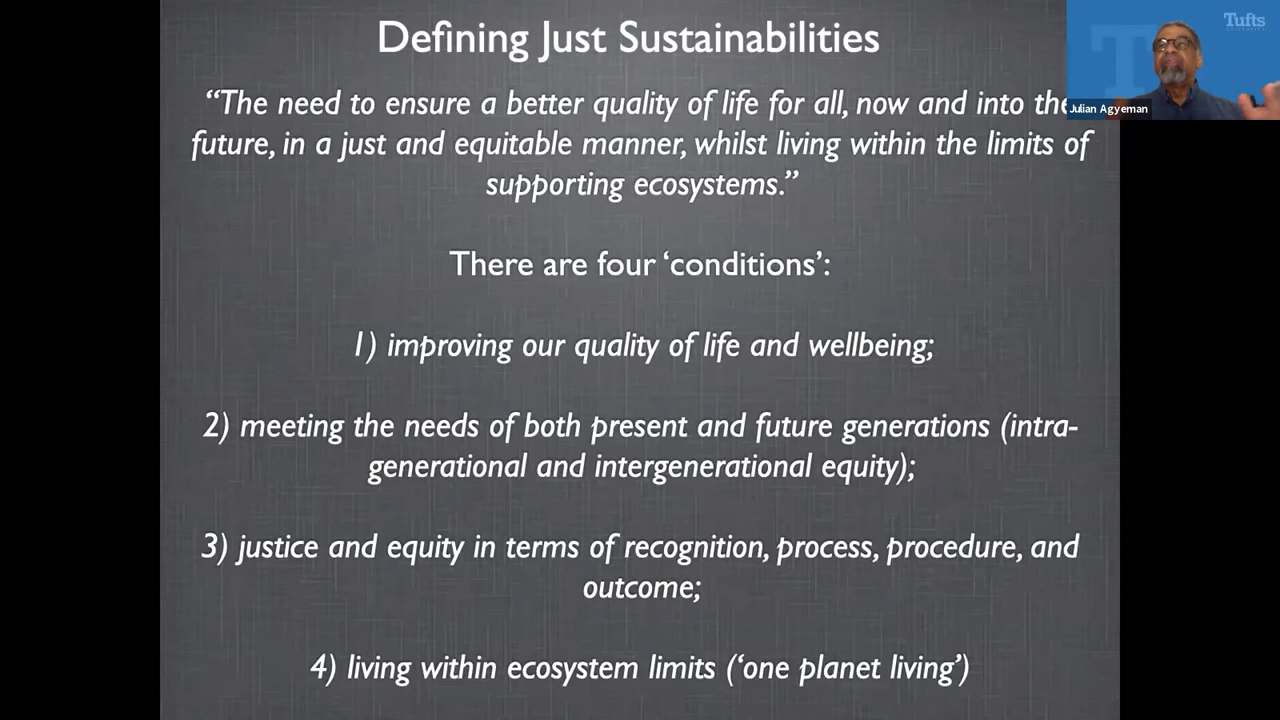 Defining Just Sustainabilities
Tufts
“The need to ensure a better quality of life for all, now and into the
Julian Agyeman
future, in a just and equitable manner, whilst living within the limits of
supporting ecosystems.”
There are four ‘conditions’:
1) improving our quality of life and wellbeing;
2) meeting the needs of both present and future generations (intra-
generational and intergenerational equity);
3) justice and equity in terms of recognition, process, procedure, and
outcome;
4) living within ecosystem limits (‘one planet living’)